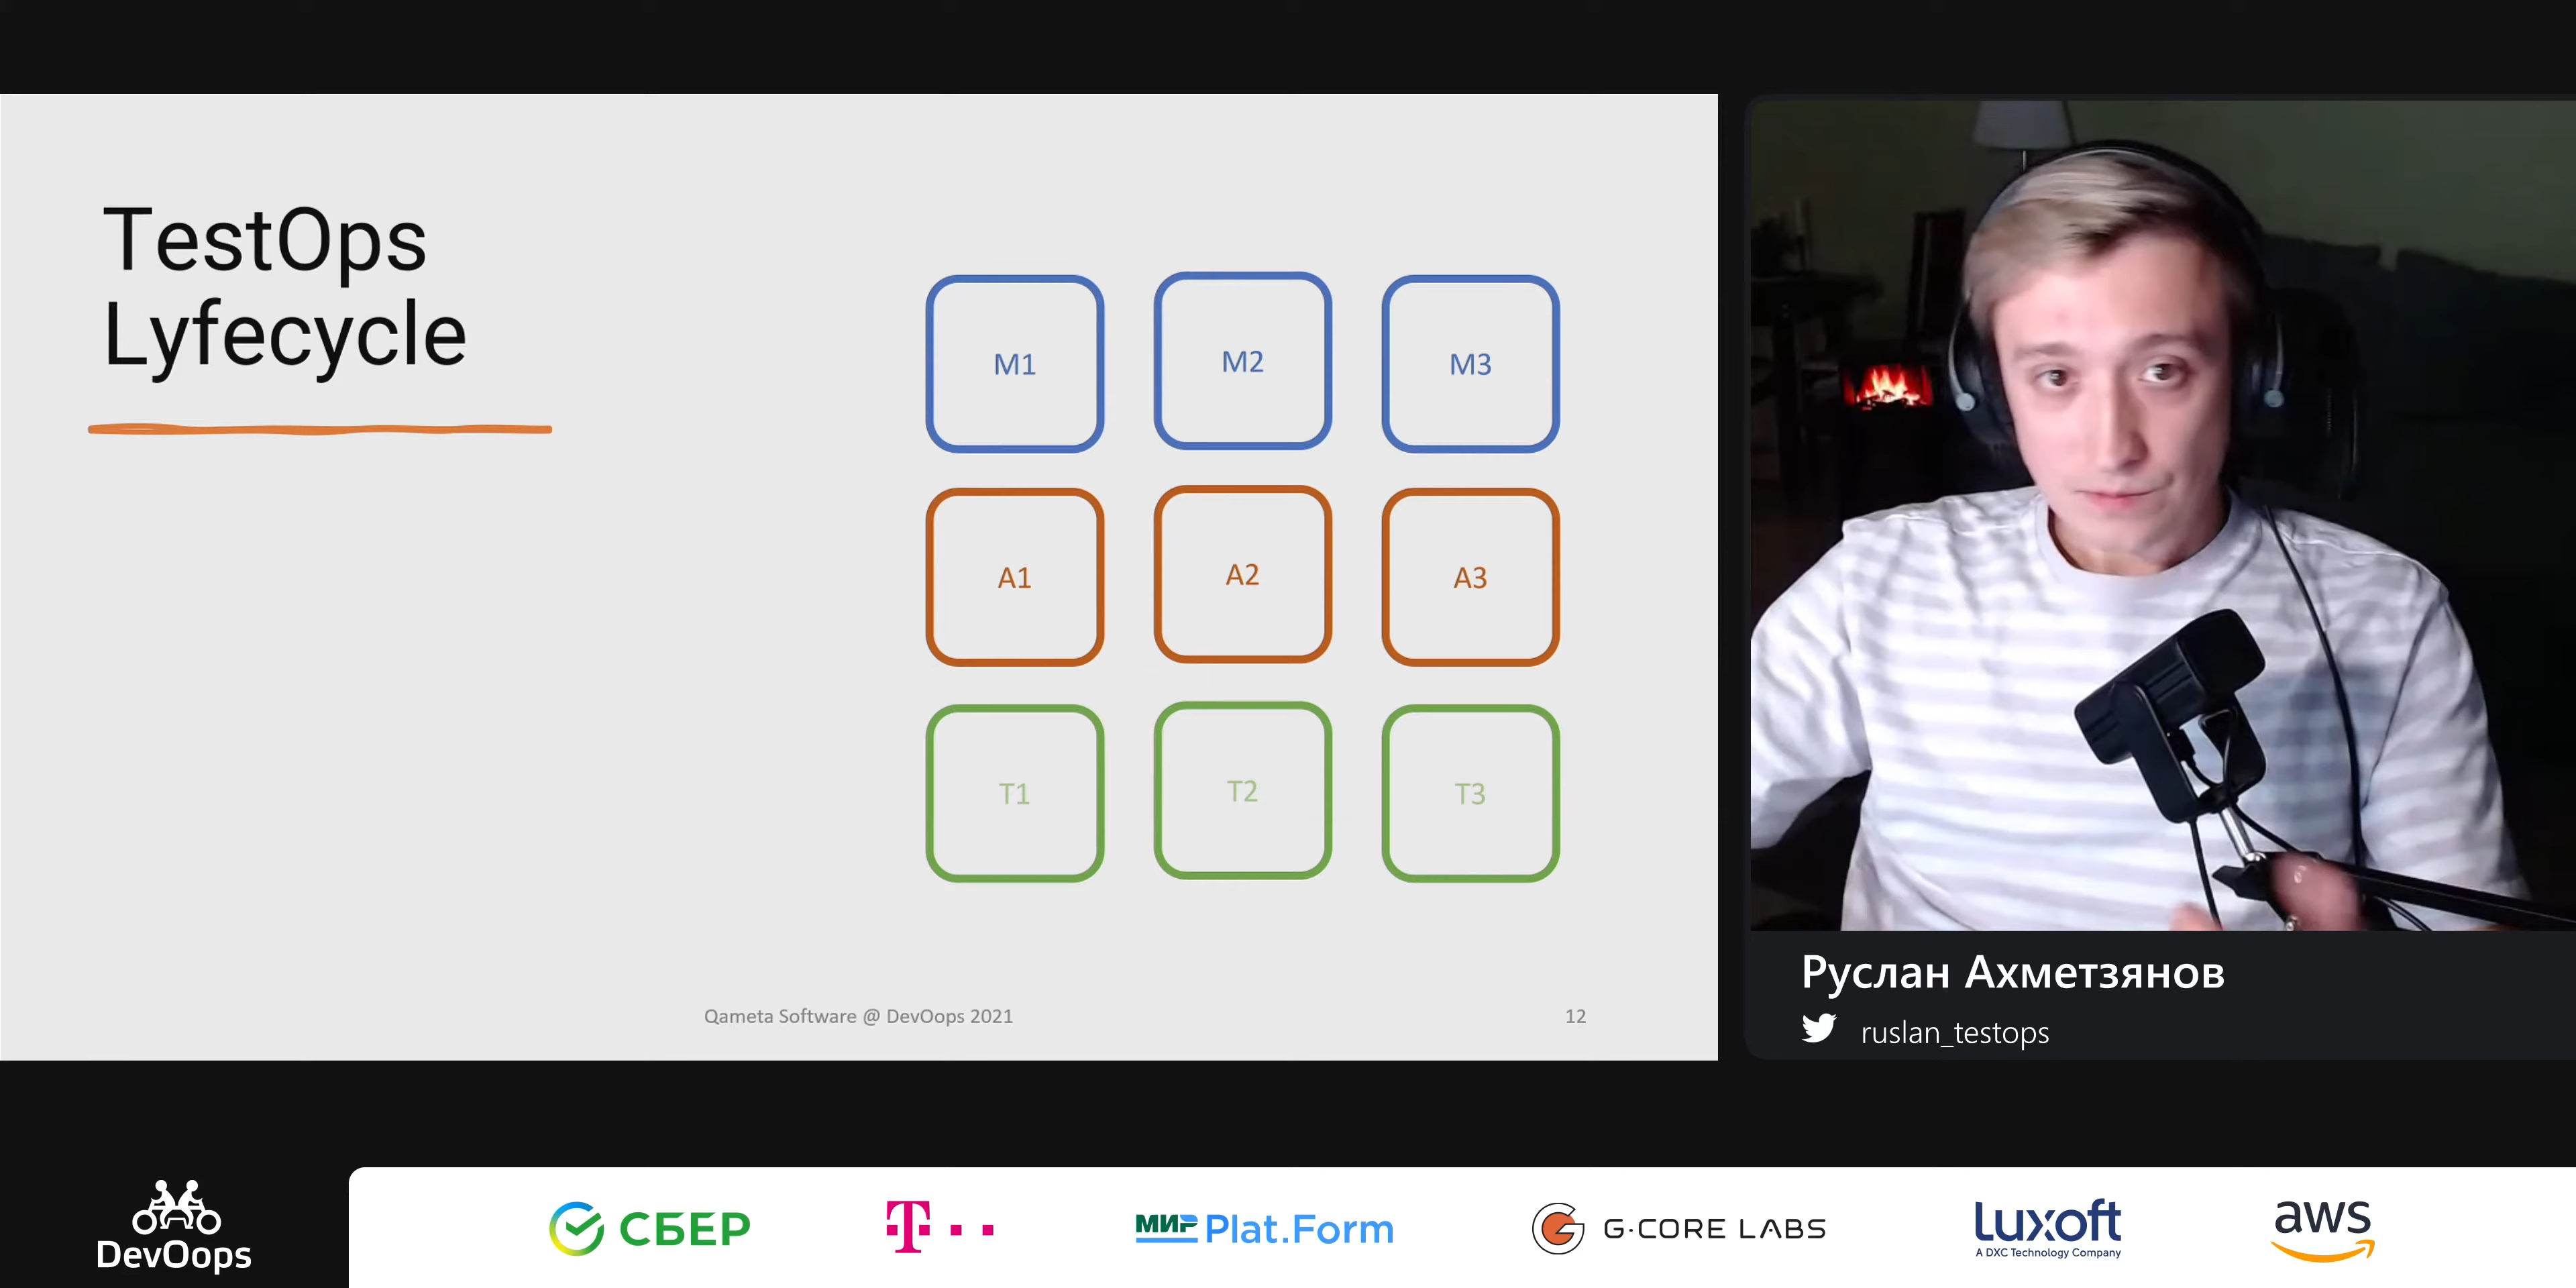 TestOps
Lyfecycle
M1 M2 M3
A1 A2 A3
T1 T2 T3
Qameta Software @ DevOops 2021
12
Руслан Ахметзянов
ruslan_testops
DevOops
СБЕР
T
МИР Plat.Form
G·CORE LABS
Luxoft
A DXC Technology Company
aws